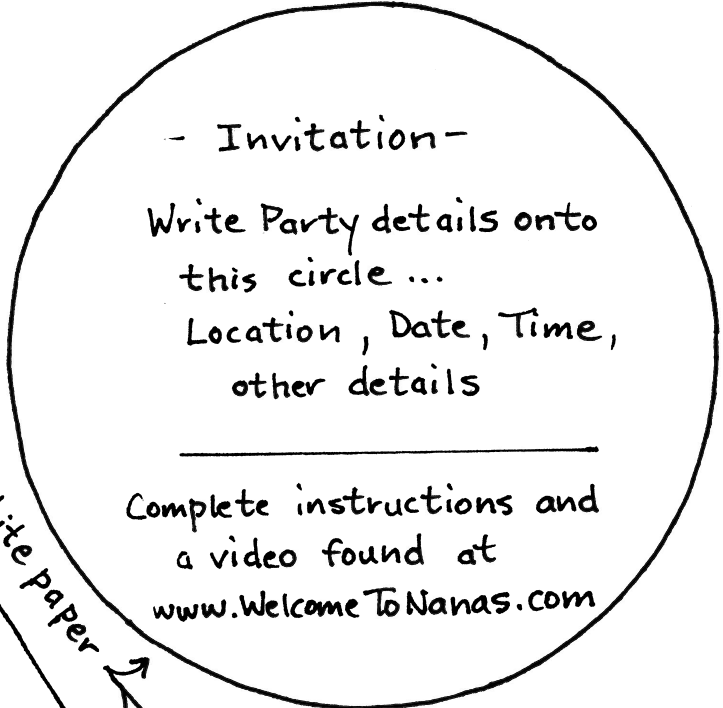 - Invitation-
Write Party details onto
this circle ...
Location, Date, Time,
other details
Complete instructions and
a video found at
www.WelcomeToNanas.com
paper